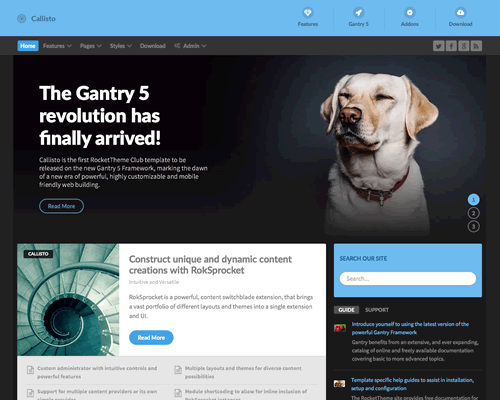 Callisto
Features
Gantry 5
Addons
Download
Home
Features
Pages
Styles
Download
Admin
The Gantry 5
revolution has
finally arrived!
Callisto is the first RocketTheme Club template to be
released on the new Gantry 5 Framework, marking the dawn
of a new era of powerful, highly customizable and mobile
friendly web building.
Read More
1
2
3
CALLISTO
Construct unique and dynamic content
creations with RokSprocket
Intuitive and Versatile
RokSprocket is a powerful, content switchblade extension, that brings
a vast portfolio of different layouts and themes into a single extension
and UI.
Read More
Custom administrator with intuitive controls and
powerful features
Multiple layouts and themes for diverse content
possibilities
Support for multiple content providers or its own
Module shortcoding to allow for inline inclusion of
SEARCH OUR SITE
Search...
GUIDE
SUPPORT
Introduce yourself to using the latest version of the
powerful Gantry Framework
Gantry benefits from an extensive, and ever expanding,
catalog of online and freely available documentation
covering basic to more advanced topics.
Template specific help guides to assist in installation,
setup and configuration
The RocketTheme site provides free documentation for